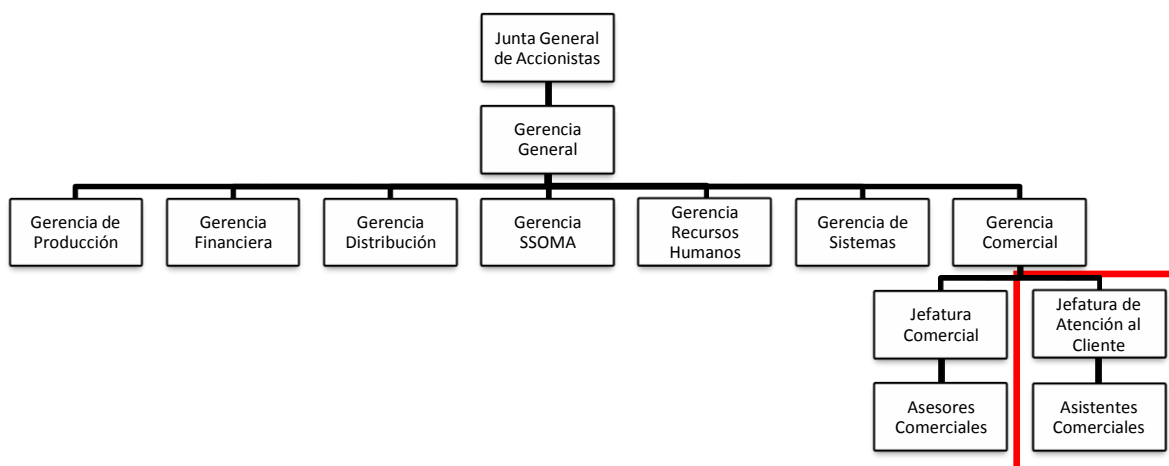 Junta General
de Accionistas
Gerencia
General
Gerencia de
Producción
Gerencia
Financiera
Gerencia
Distribución
Gerencia
SSOMA
Gerencia
Recursos
Humanos
Gerencia de
Sistemas
Gerencia
Comercial
Jefatura
Comercial
Jefatura de
Atención al
Cliente
Asesores
Comerciales
Asistentes
Comerciales